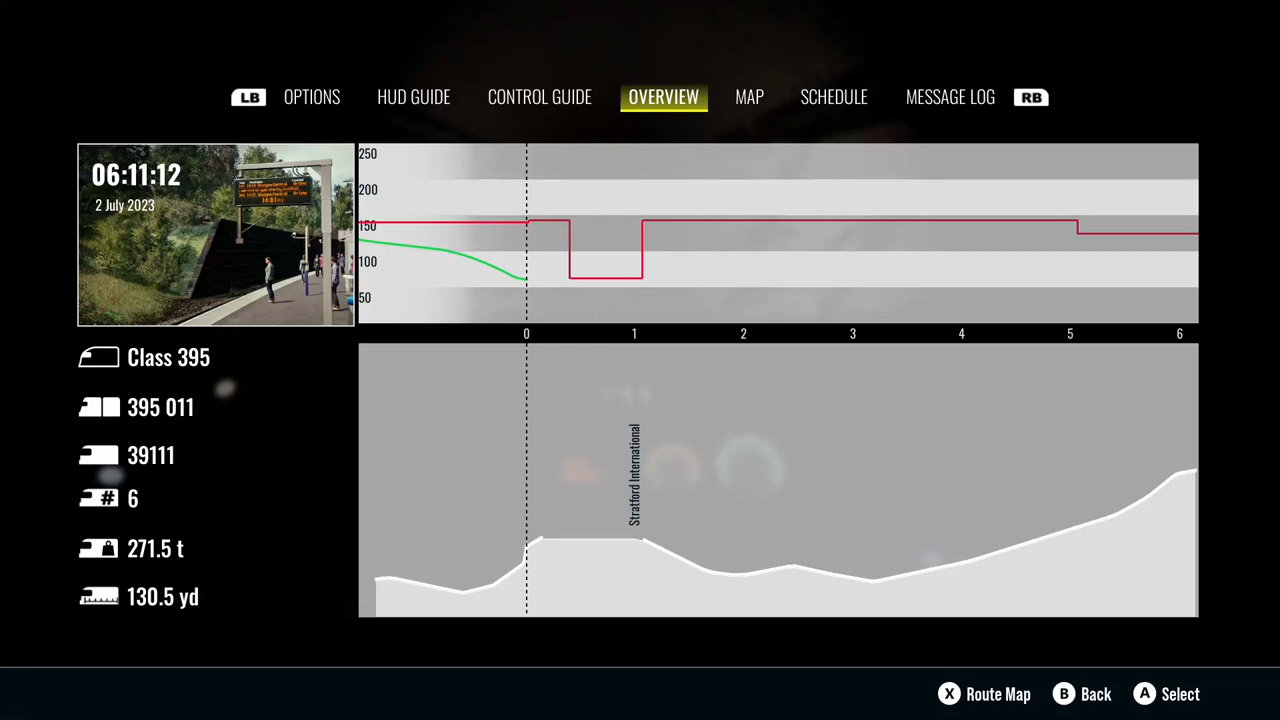 LB OPTIONS HUD GUIDE CONTROL GUIDE OVERVIEW MAP SCHEDULE MESSAGE LOG RB
06:11:12
2 July 2023
250
200
150
100
50
0 1 2 3 4 5 6
Class 395
395 011
39111
# 6
271.5 t
130.5 yd
Stratford International
X Route Map B Back A Select